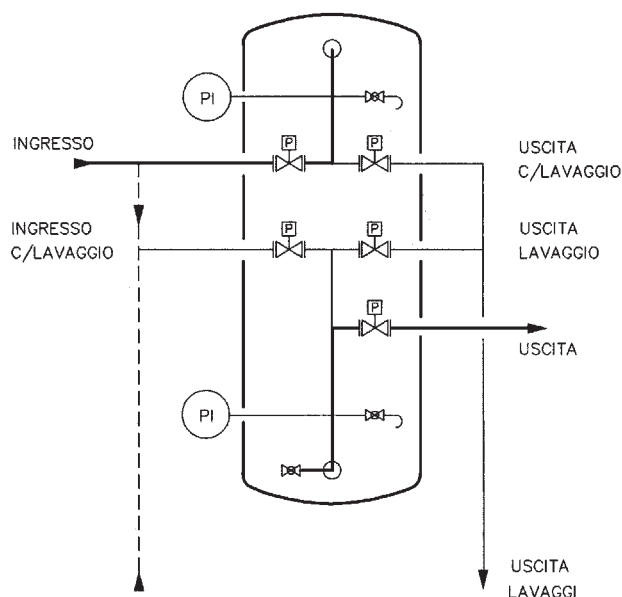 PI
P
P
INGRESSO
USCITA
C/LAVAGGIO
P
P
INGRESSO
C/LAVAGGIO
USCITA
LAVAGGIO
P
USCITA
PI
USCITA
LAVAGGI